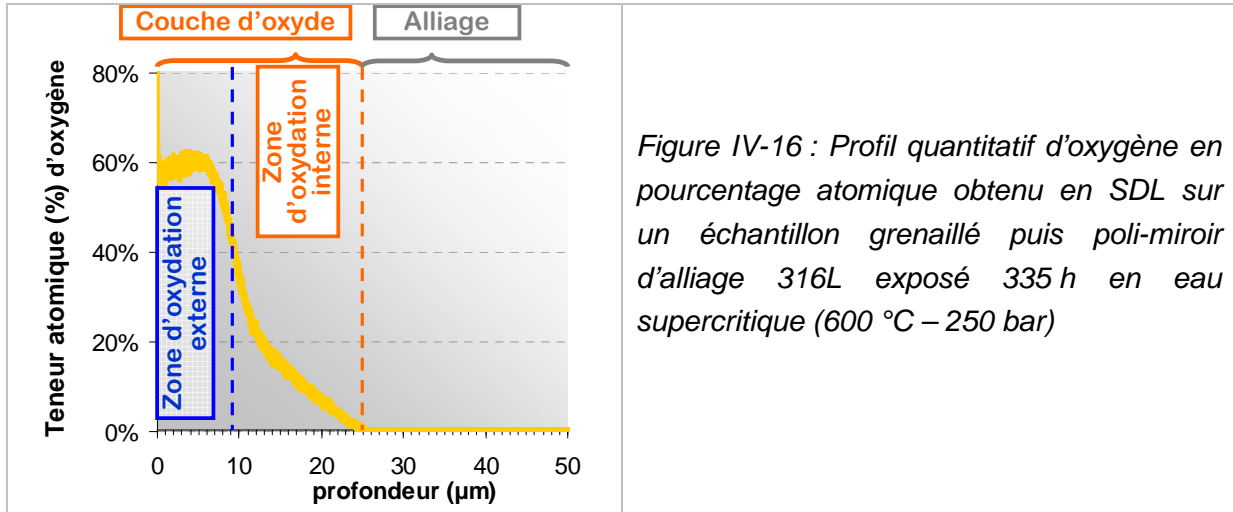 Couche d'oxyde
Alliage
Teneur atomique (%) d'oxygène
80%
60%
40%
20%
0%
Zone d'oxydation
externe
Zone
d'oxydation
interne
0 10 20 30 40 50
profondeur (µm)
Figure IV-16 : Profil quantitatif d'oxygène en
pourcentage atomique obtenu en SDL sur
un échantillon grenaillé puis poli-miroir
d'alliage 316L exposé 335 h en eau
supercritique (600 °C – 250 bar)